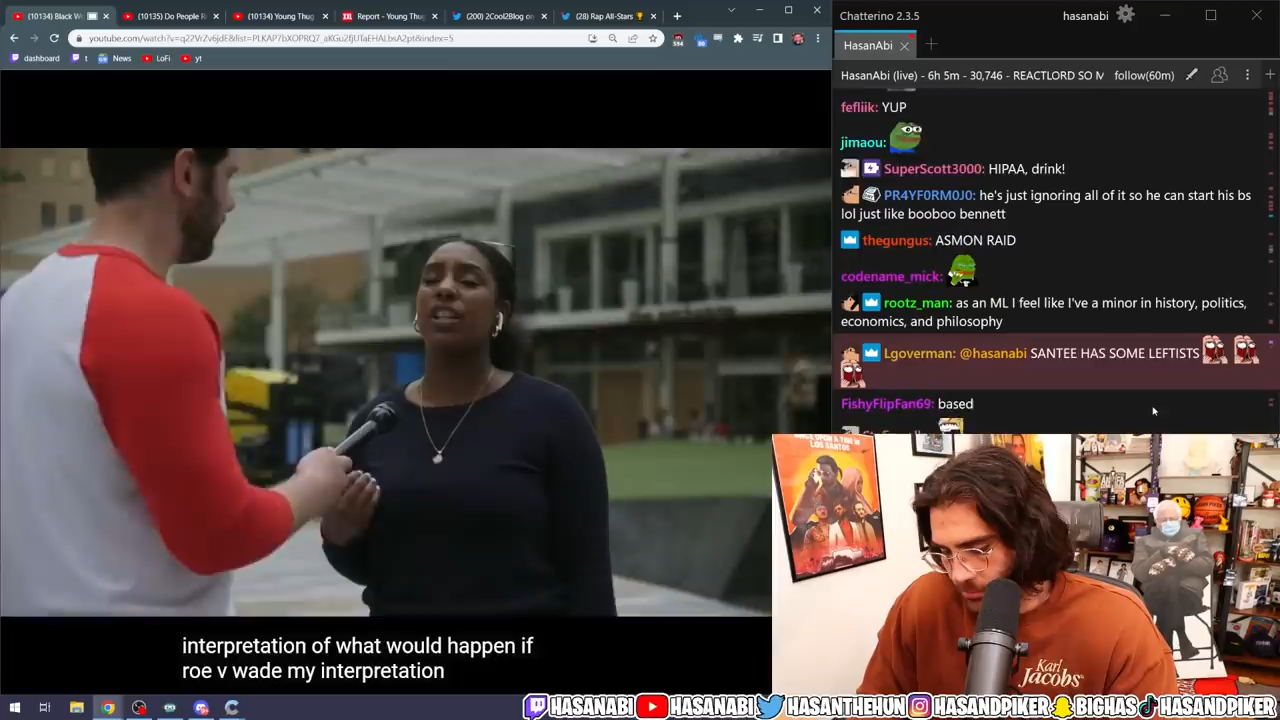 (10134) Black W
(10135) Do People R
(10134) Young Thug
Report - Young Thu
(200) 2Cool2Blog on
(28) Rap All-Stars
Chatterino 2.3.5
hasanabi
youtube.com/watch?v=q22VrZv6jdE&list=PLKAP7bXOPRQ7_aKGu2fjUTaEHALbsA2pt&index=5
HasanAbi
dashboard
t
News
LoFi
yt
HasanAbi (live) - 6h 5m - 30,746 - REACTLORD SO M
follow(60m)
fefliik: YUP
jimaou:
SuperScott3000: HIPAA, drink!
PR4YF0RM0J0: he's just ignoring all of it so he can start his bs
lol just like booboo bennett
thegungus: ASMON RAID
codename_mick:
rootz_man: as an ML I feel like I've a minor in history, politics,
economics, and philosophy
Lgoverman: @hasanabi SANTEE HAS SOME LEFTISTS
FishyFlipFan69: based
ONCE UPON A TIME IN
LOS SANTOS
interpretation of what would happen if
roe v wade my interpretation
Karl
Jacobs
HASANABI
HASANABI
HASANTHEHUN
HASANDPIKER
BIGHAS
HASANDPIKER